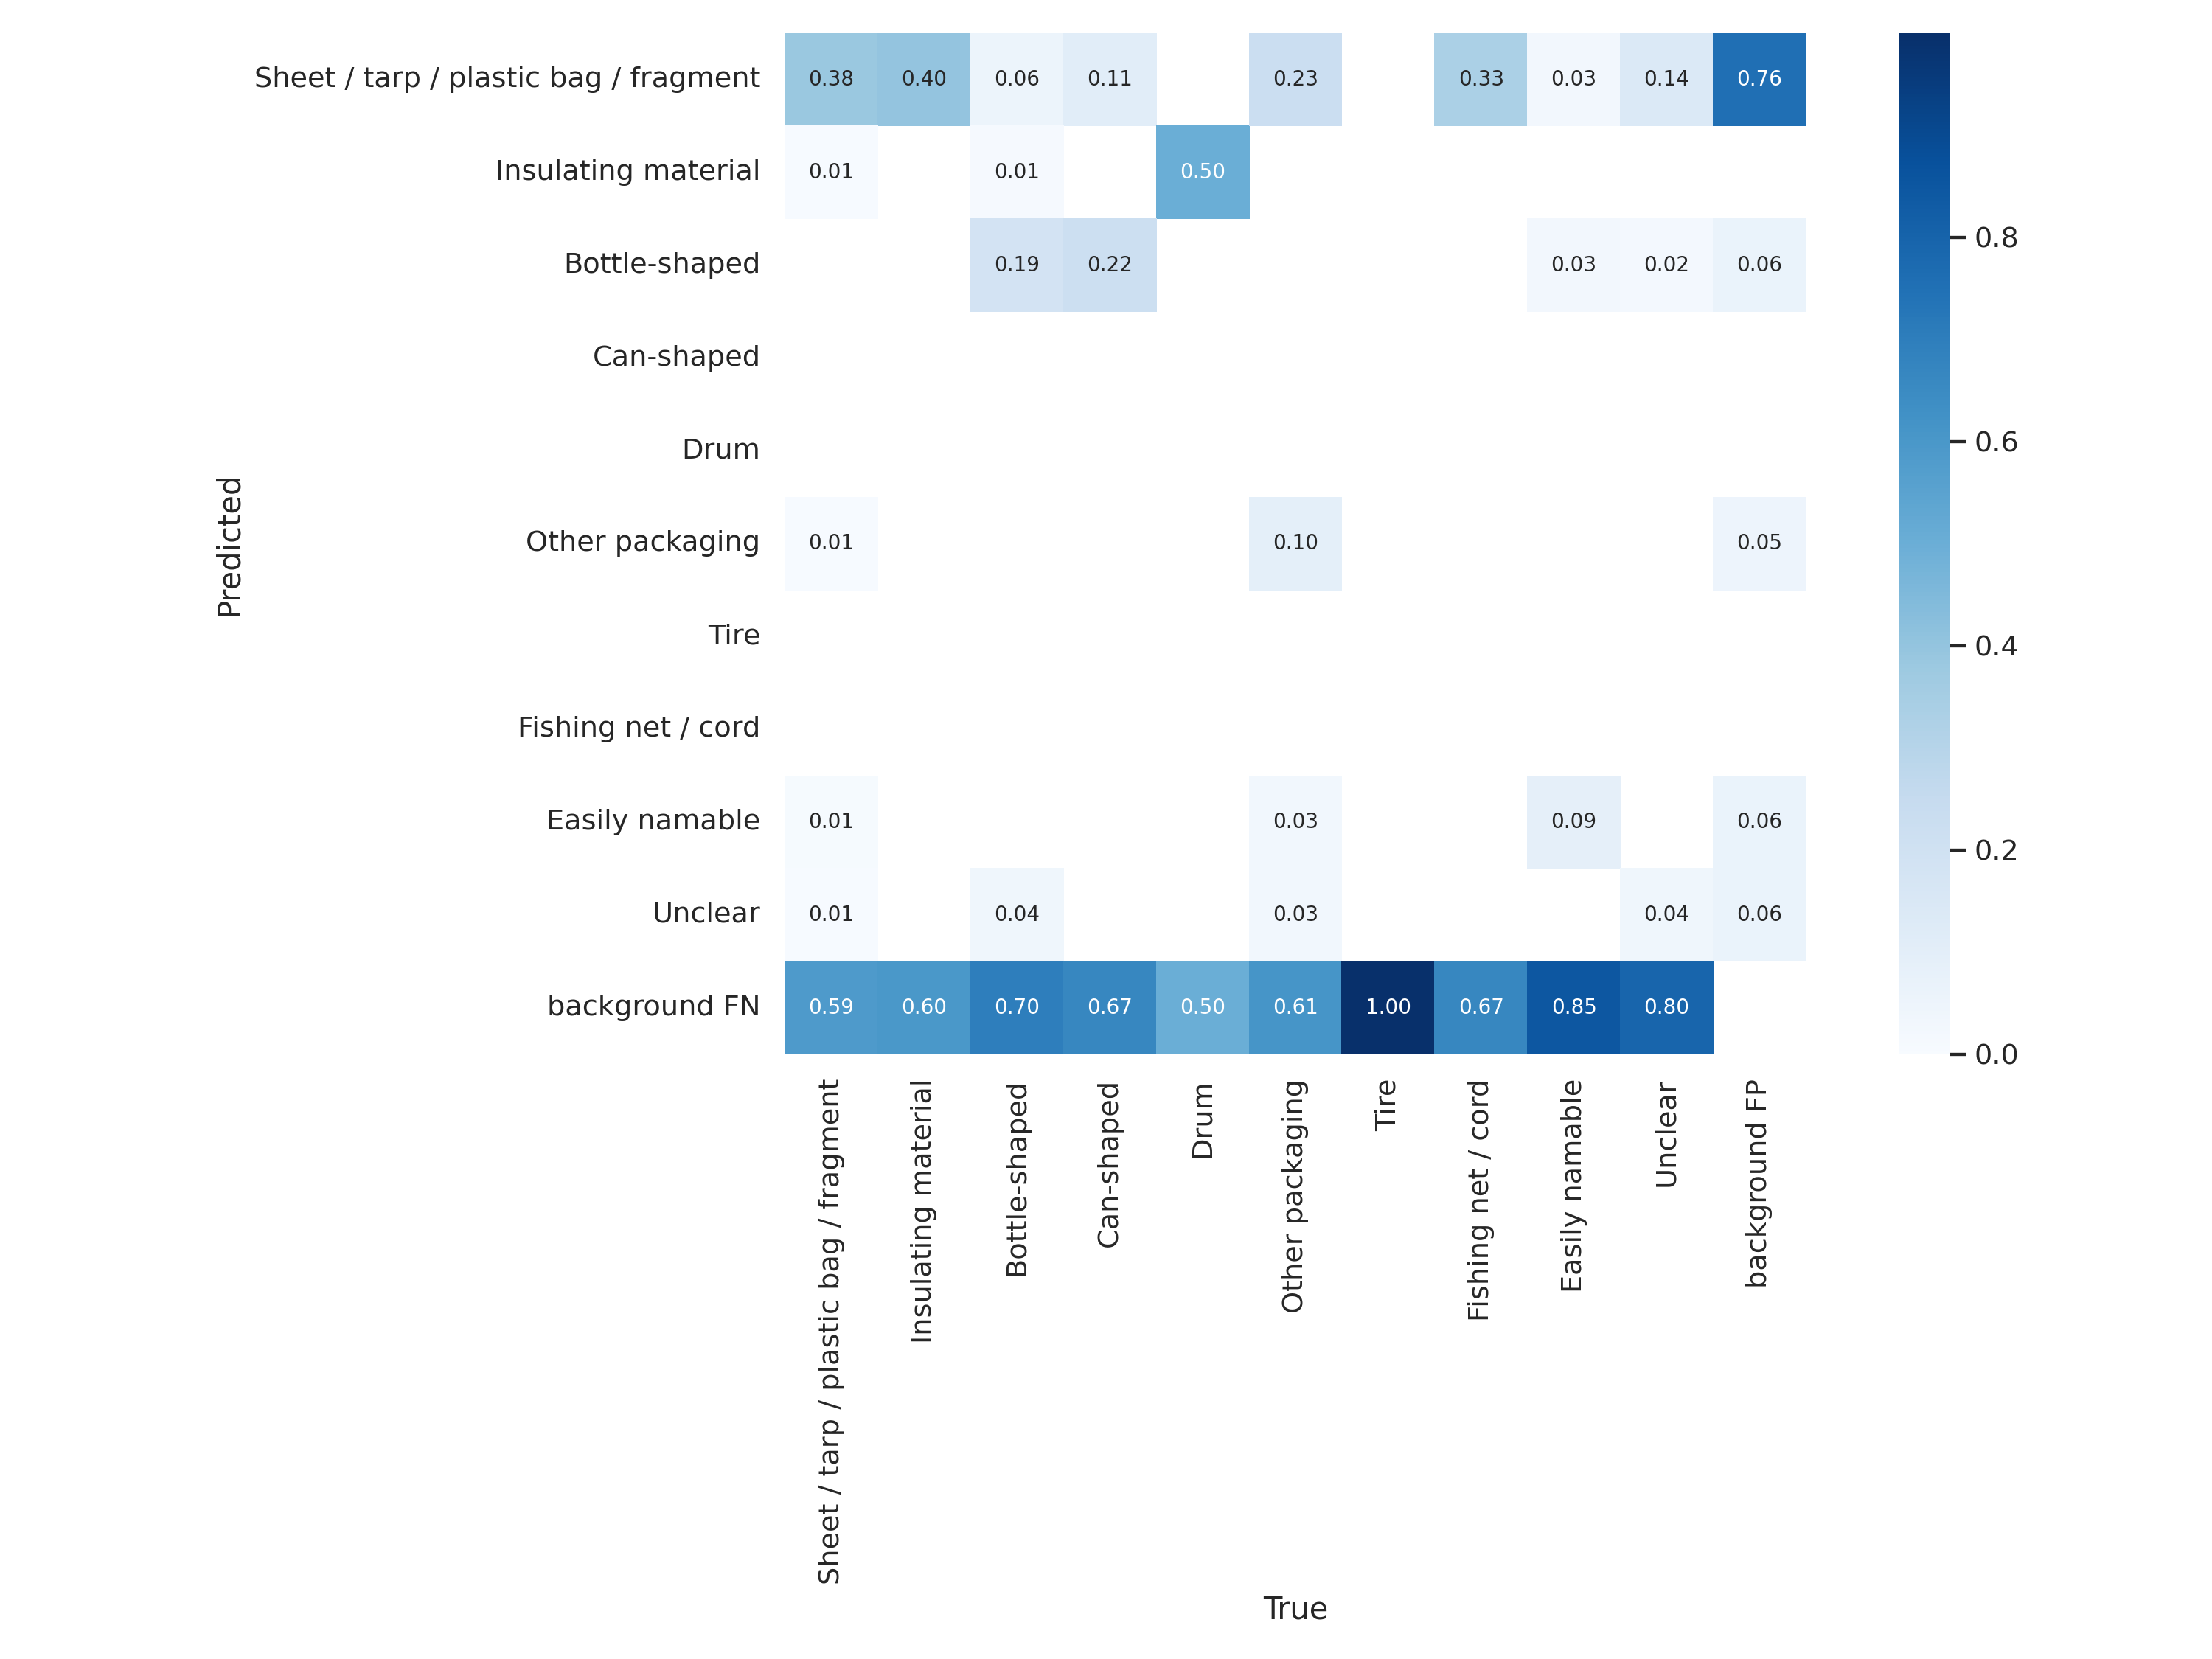 Sheet / tarp / plastic bag / fragment 0.38 0.40 0.06 0.11 0.23 0.33 0.03 0.14 0.76
Insulating material 0.01 0.01 0.50
Bottle-shaped 0.19 0.22 0.03 0.02 0.06
Can-shaped
Drum
Other packaging 0.01 0.10 0.05
Tire
Fishing net / cord
Easily namable 0.01 0.03 0.09 0.06
Unclear 0.01 0.04 0.03 0.04 0.06
background FN 0.59 0.60 0.70 0.67 0.50 0.61 1.00 0.67 0.85 0.80
Predicted
Sheet / tarp / plastic bag / fragment
Insulating material
Bottle-shaped
Can-shaped
Drum
Other packaging
Tire
Fishing net / cord
Easily namable
Unclear
background FP
True
0.8
0.6
0.4
0.2
0.0